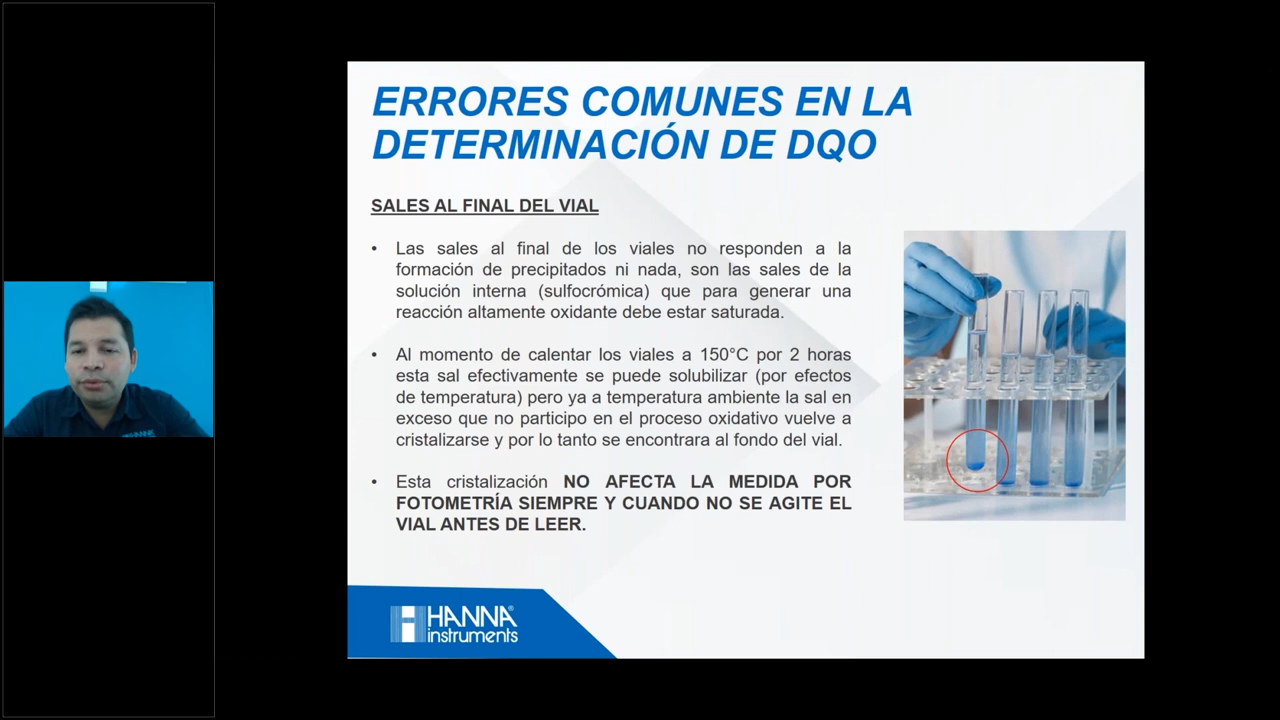 ERRORES COMUNES EN LA
DETERMINACIÓN DE DQO
SALES AL FINAL DEL VIAL
• Las sales al final de los viales no responden a la
formación de precipitados ni nada, son las sales de la
solución interna (sulfocrómica) que para generar una
reacción altamente oxidante debe estar saturada.
• Al momento de calentar los viales a 150°C por 2 horas
esta sal efectivamente se puede solubilizar (por efectos
de temperatura) pero ya a temperatura ambiente la sal en
exceso que no participo en el proceso oxidativo vuelve a
cristalizarse y por lo tanto se encontrara al fondo del vial.
• Esta cristalización NO AFECTA LA MEDIDA POR
FOTOMETRÍA SIEMPRE Y CUANDO NO SE AGITE EL
VIAL ANTES DE LEER.
HANNA®
instruments